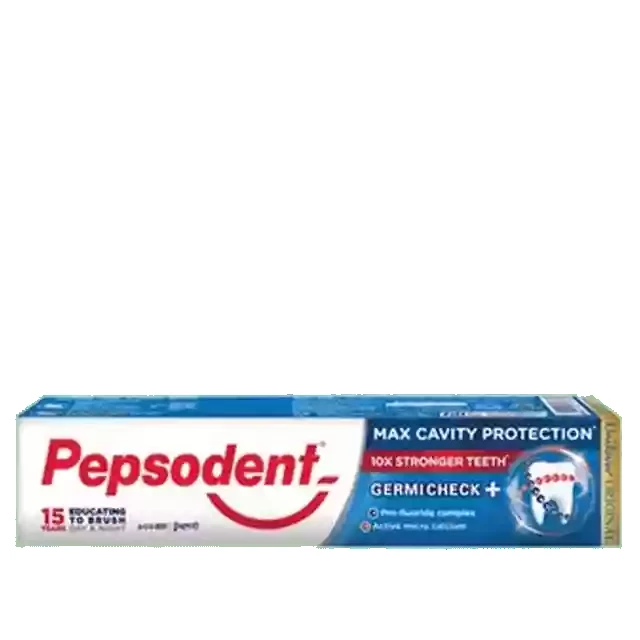 Pepsodent
15
YEARS
EDUCATING
TO BRUSH
DAY & NIGHT
MAX CAVITY PROTECTION*
10X STRONGER TEETH*
GERMICHECK +
Pro-fluoride complex
Active micro calcium